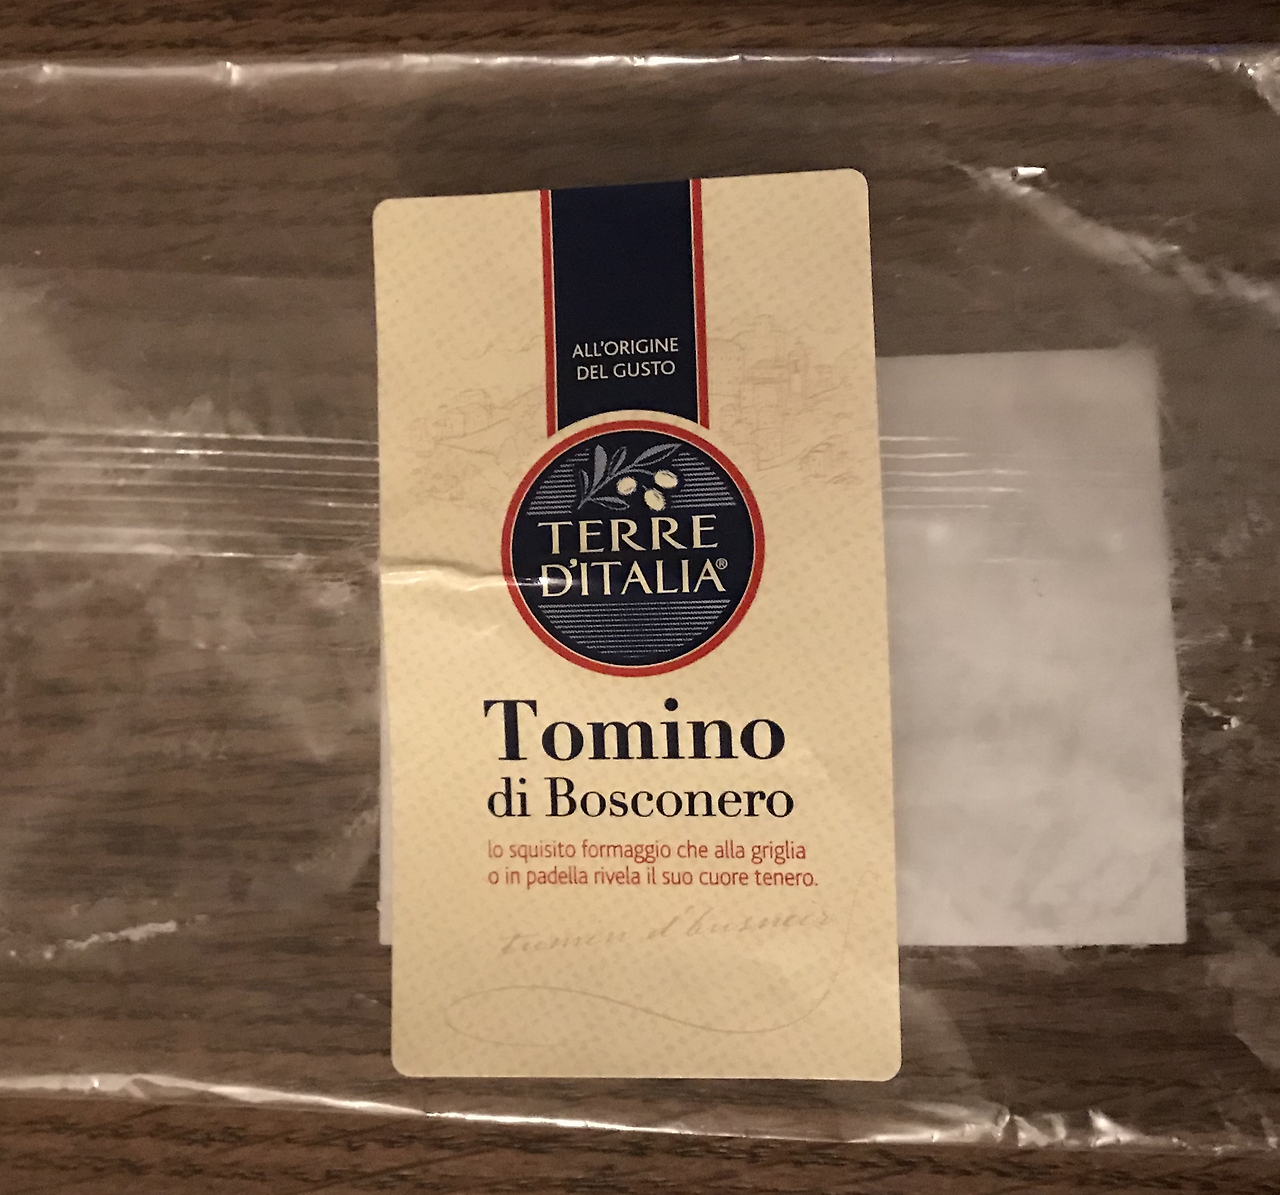 ALL'ORIGINE
DEL GUSTO
TERRE
D'ITALIA®
Tomino
di Bosconero
lo squisito formaggio che alla griglia
o in padella rivela il suo cuore tenero.